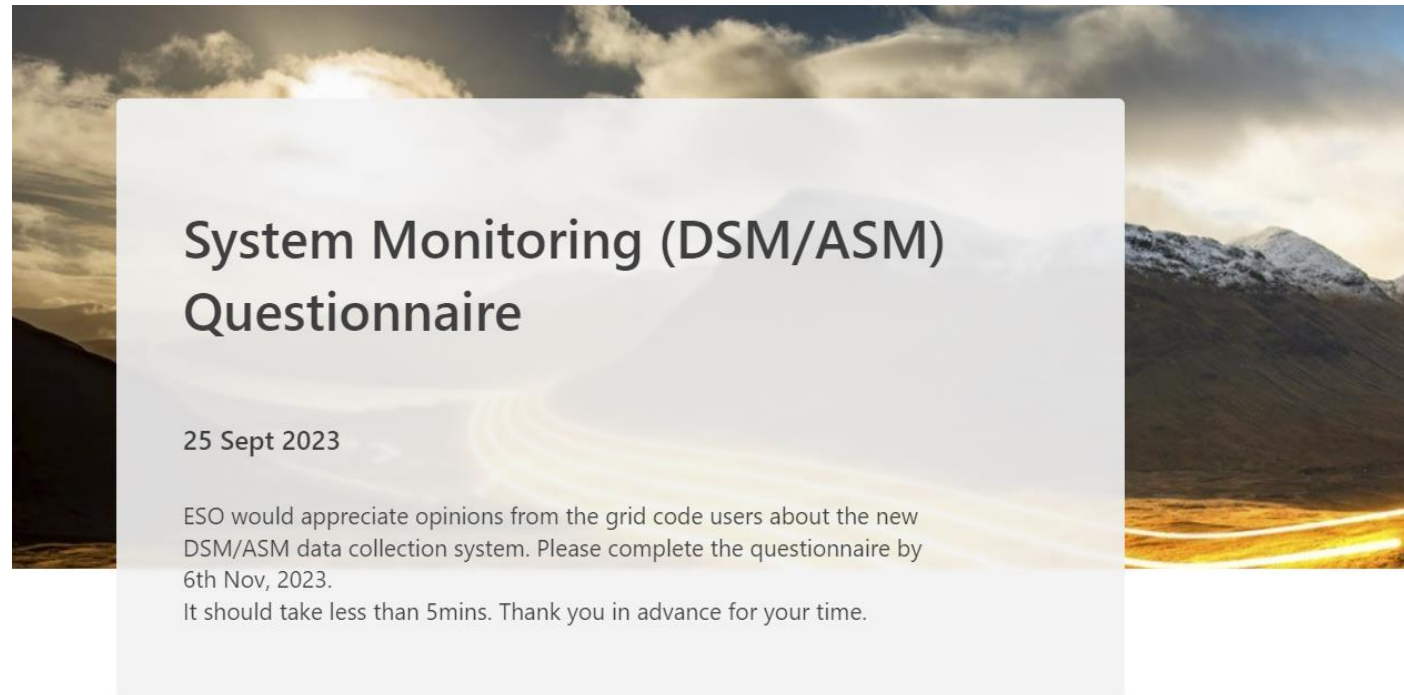 System Monitoring (DSM/ASM)
Questionnaire
25 Sept 2023
ESO would appreciate opinions from the grid code users about the new
DSM/ASM data collection system. Please complete the questionnaire by
6th Nov, 2023.
It should take less than 5mins. Thank you in advance for your time.